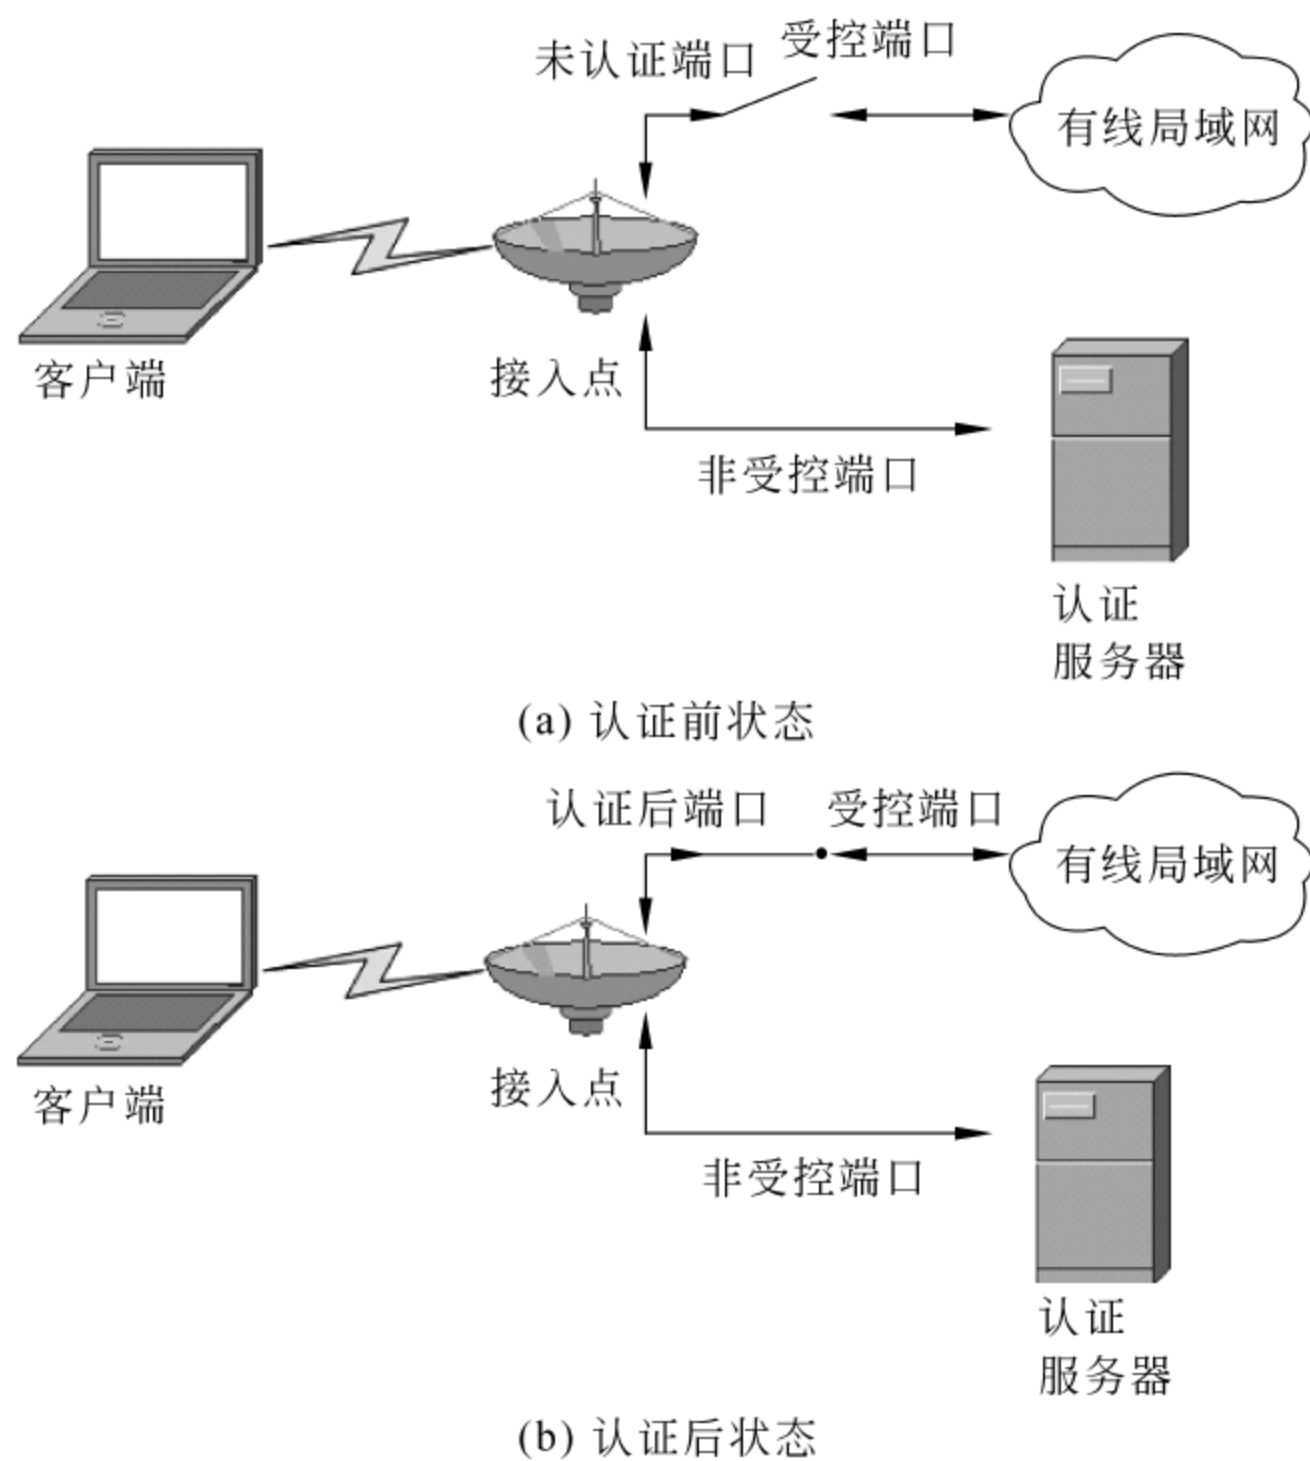 未认证端口
受控端口
有线局域网
客户端
接入点
非受控端口
认证
服务器
(a) 认证前状态
认证后端口
受控端口
有线局域网
客户端
接入点
非受控端口
认证
服务器
(b) 认证后状态